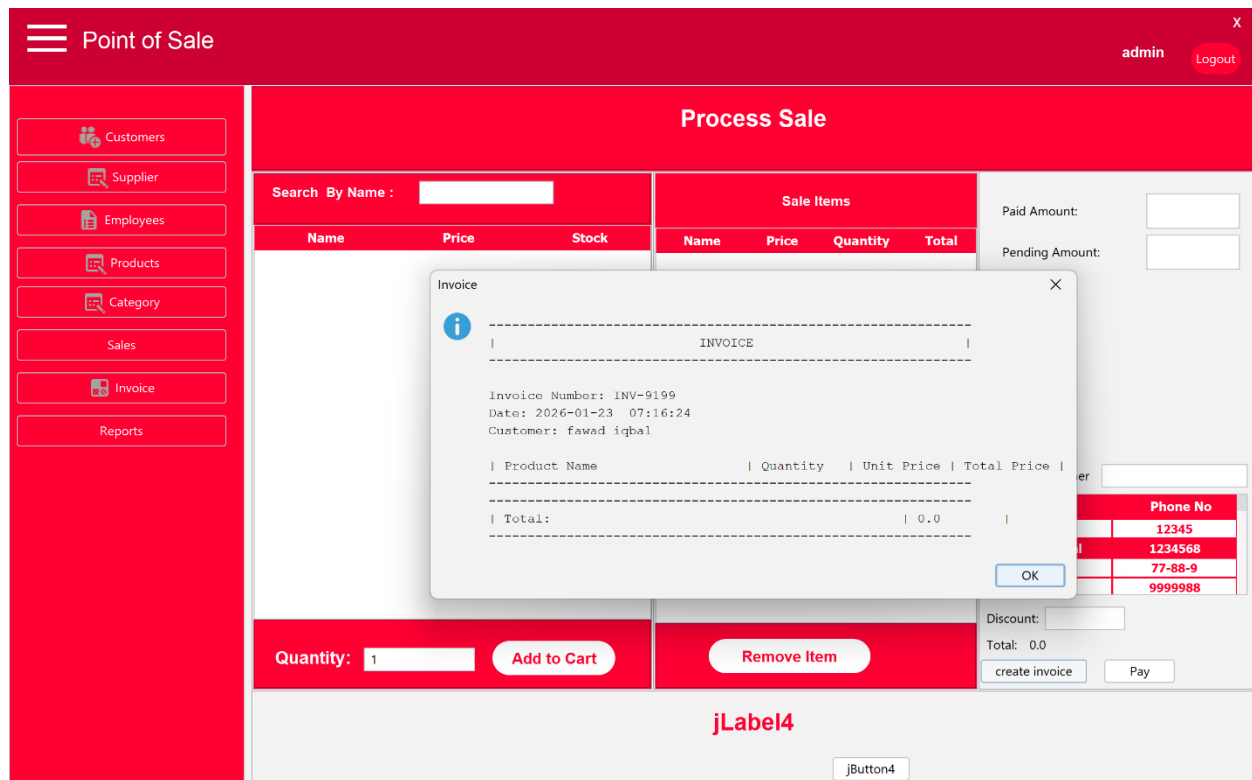 Point of Sale
x
admin
Logout
Customers
Supplier
Employees
Products
Category
Sales
Invoice
Reports
Process Sale
Search By Name :
Name Price Stock
Sale Items
Name Price Quantity Total
Paid Amount:
Pending Amount:
Invoice
---------------------------------------------------------------
| INVOICE |
---------------------------------------------------------------
Invoice Number: INV-9199
Date: 2026-01-23 07:16:24
Customer: fawad iqbal
| Product Name | Quantity | Unit Price | Total Price |
---------------------------------------------------------------
---------------------------------------------------------------
| Total: | 0.0 |
---------------------------------------------------------------
OK
er
Phone No
12345
l 1234568
77-88-9
9999988
Discount:
Total: 0.0
create invoice Pay
Quantity: 1 Add to Cart
Remove Item
jLabel4
jButton4